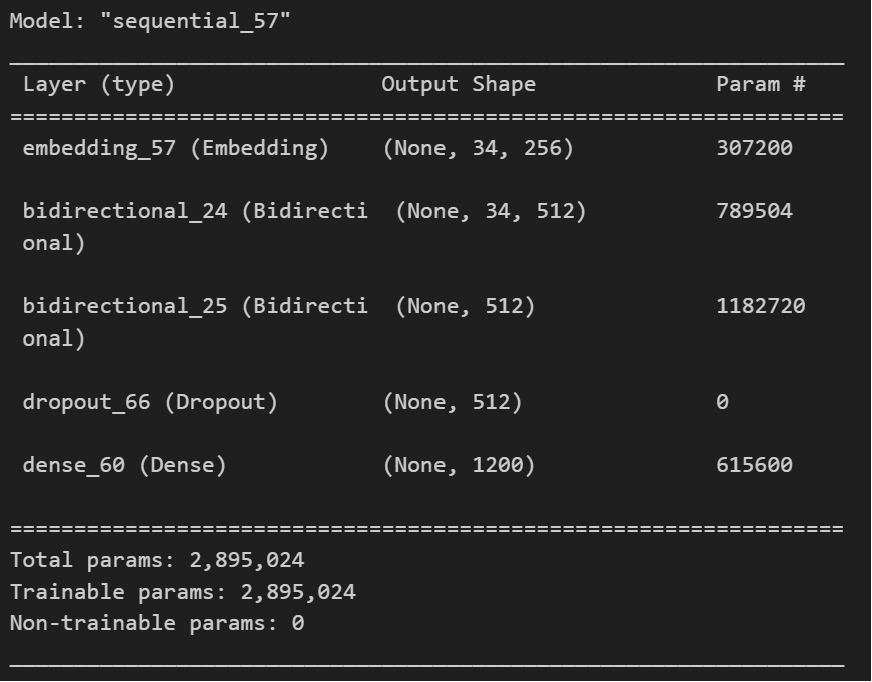 Model: "sequential_57"
_________________________________________________________________
 Layer (type)                Output Shape              Param #
=================================================================
 embedding_57 (Embedding)    (None, 34, 256)           307200
 bidirectional_24 (Bidirecti  (None, 34, 512)          789504
 onal)
 bidirectional_25 (Bidirecti  (None, 512)              1182720
 onal)
 dropout_66 (Dropout)        (None, 512)               0
 dense_60 (Dense)            (None, 1200)              615600
=================================================================
Total params: 2,895,024
Trainable params: 2,895,024
Non-trainable params: 0
_________________________________________________________________